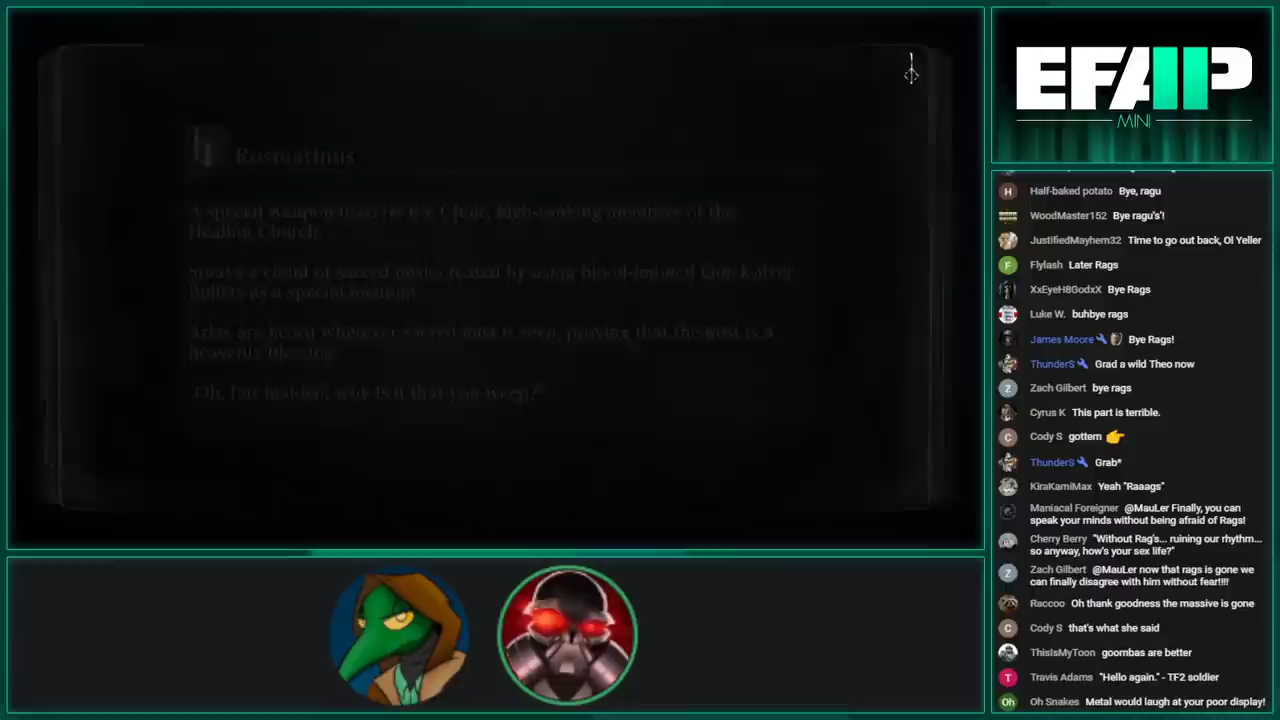 Rosmarinus
A special weapon used by the Choir, high-ranking members of the
Healing Church.
Sprays a cloud of sacred mist, created by using blood-imbued Quicksilver
Bullets as a special medium.
Arias are heard wherever sacred mist is seen, proving that the mist is a
heavenly blessing.
"Oh, fair maiden, why is it that you weep?"
EFAP
MINI
Half-baked potato Bye, ragu
WoodMaster152 Bye ragu's'!
JustifiedMayhem32 Time to go out back, Ol Yeller
Flylash Later Rags
XxEyeH8GodxX Bye Rags
Luke W. buhbye rags
James Moore Bye Rags!
ThunderS Grad a wild Theo now
Zach Gilbert bye rags
Cyrus K This part is terrible.
Cody S gottem 👉
ThunderS Grab*
KiraKamiMax Yeah "Raaags"
Maniacal Foreigner @MauLer Finally, you can
speak your minds without being afraid of Rags!
Cherry Berry "Without Rag's... ruining our rhythm...
so anyway, how's your sex life?"
Zach Gilbert @MauLer now that rags is gone we
can finally disagree with him without fear!!!!
Raccoo Oh thank goodness the massive is gone
Cody S that's what she said
ThisIsMyToon goombas are better
Travis Adams "Hello again." - TF2 soldier
Oh Snakes Metal would laugh at your poor display!